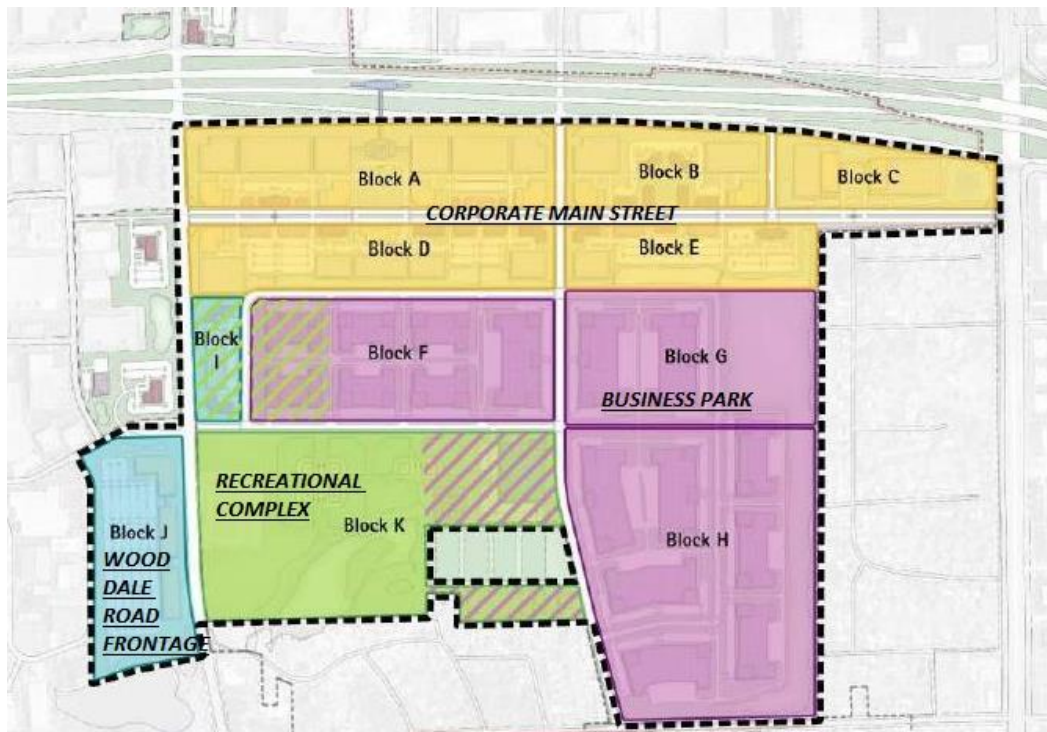 Block A
Block B
Block C
CORPORATE MAIN STREET
Block D
Block E
Block
I
Block F
Block G
BUSINESS PARK
RECREATIONAL
COMPLEX
Block K
Block J
WOOD
DALE
ROAD
FRONTAGE
Block H